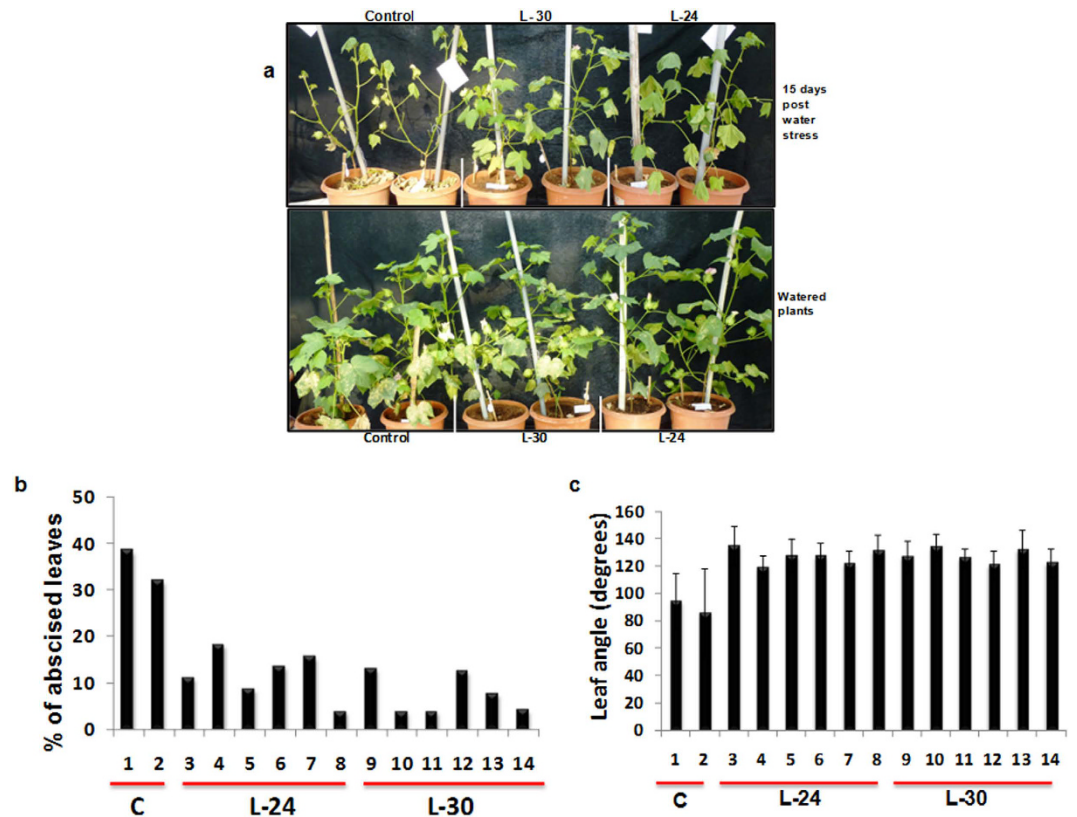 Control L-30 L-24
a
15 days
post
water
stress
Watered
plants
Control L-30 L-24
b
% of abscised leaves
50
40
30
20
10
0
1 2 3 4 5 6 7 8 9 10 11 12 13 14
C L-24 L-30
c
Leaf angle (degrees)
160
140
120
100
80
60
40
20
0
1 2 3 4 5 6 7 8 9 10 11 12 13 14
C L-24 L-30